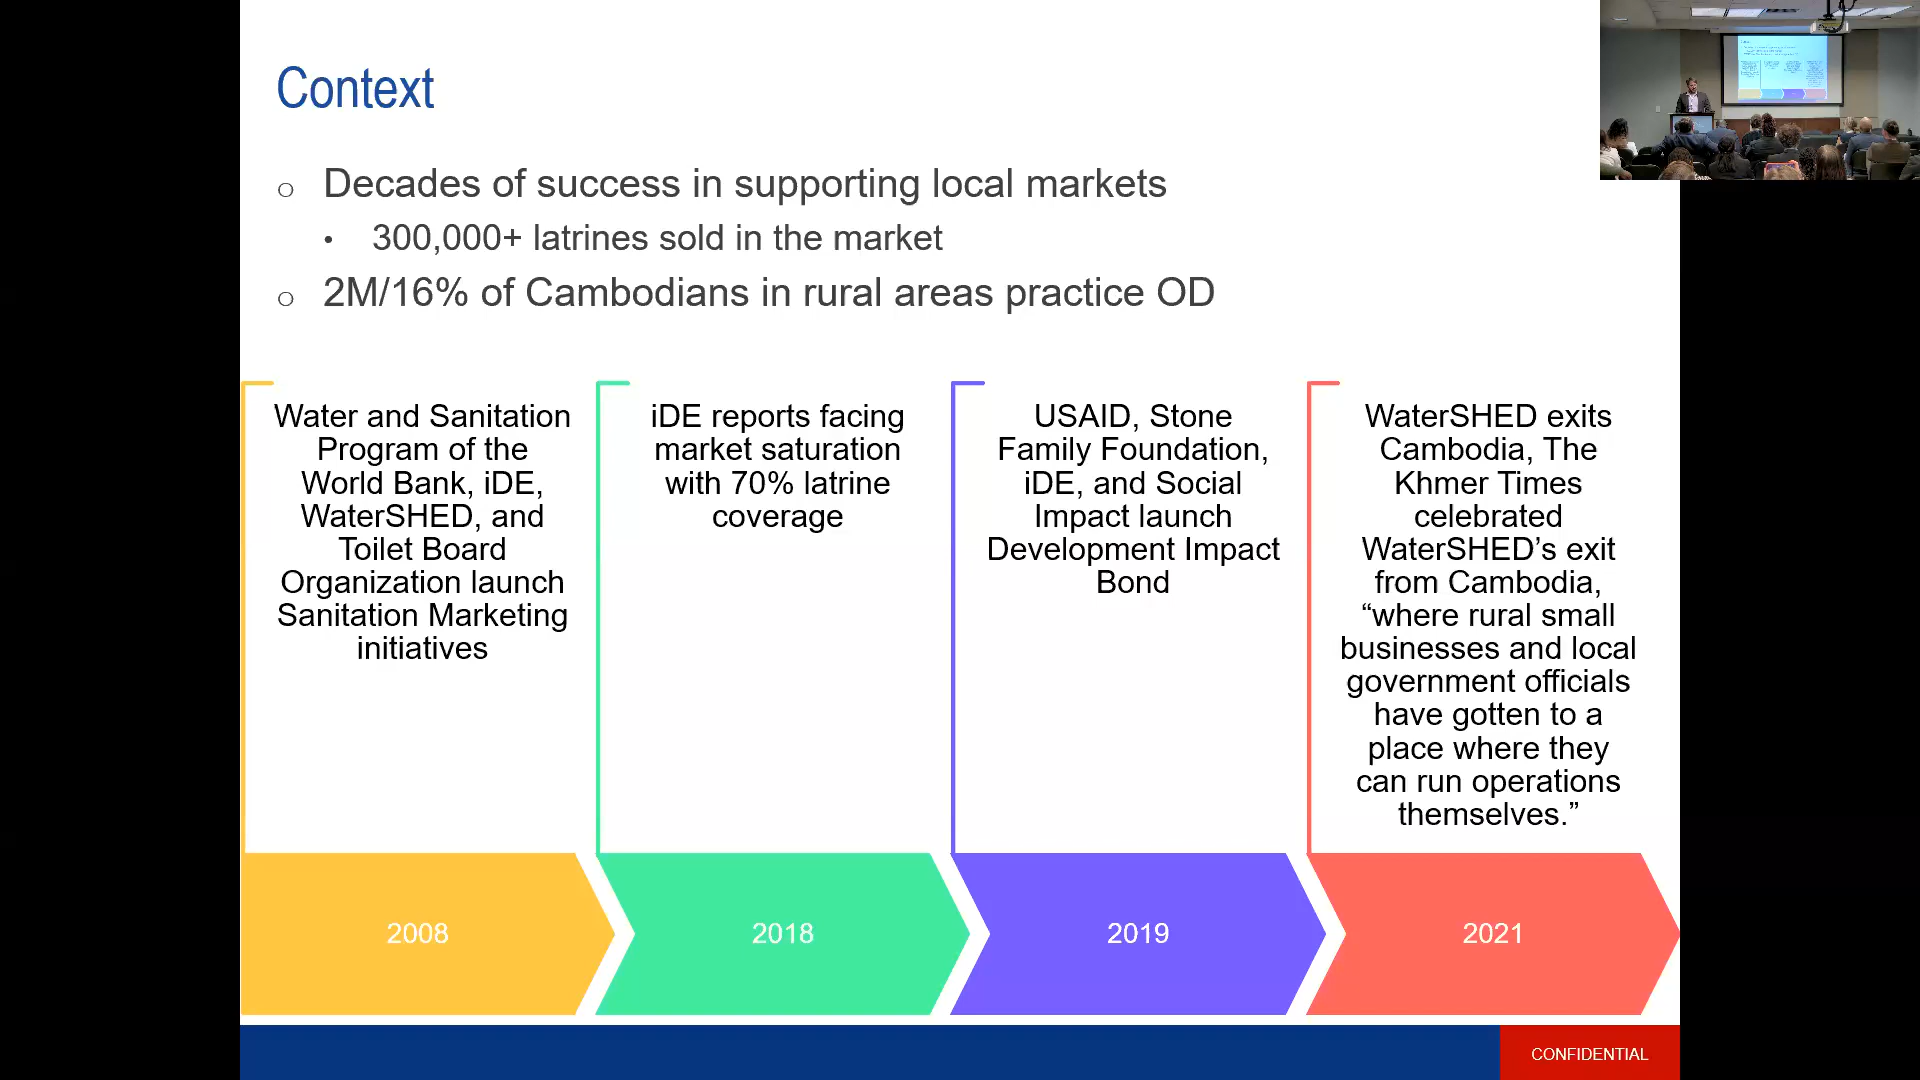 Context
Decades of success in supporting local markets
300,000+ latrines sold in the market
2M/16% of Cambodians in rural areas practice OD
Water and Sanitation
Program of the
World Bank, iDE,
WaterSHED, and
Toilet Board
Organization launch
Sanitation Marketing
initiatives
iDE reports facing
market saturation
with 70% latrine
coverage
USAID, Stone
Family Foundation,
iDE, and Social
Impact launch
Development Impact
Bond
WaterSHED exits
Cambodia, The
Khmer Times
celebrated
WaterSHED’s exit
from Cambodia,
“where rural small
businesses and local
government officials
have gotten to a
place where they
can run operations
themselves.”
2008
2018
2019
2021
CONFIDENTIAL